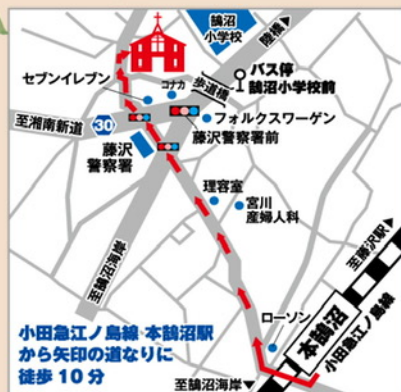 鵠沼
小学校
陸橋▶
バス停
鵠沼小学校前
セブンイレブン
コナカ
歩道橋
フォルクスワーゲン
至湘南新道
30
藤沢警察署前
藤沢
警察署
理容室
宮川
産婦人科
至鵠沼海岸
至藤沢駅▶
ローソン
本鵠沼
小田急江ノ島線
小田急江ノ島線 本鵠沼駅
から矢印の道なりに
徒歩10分
至鵠沼海岸